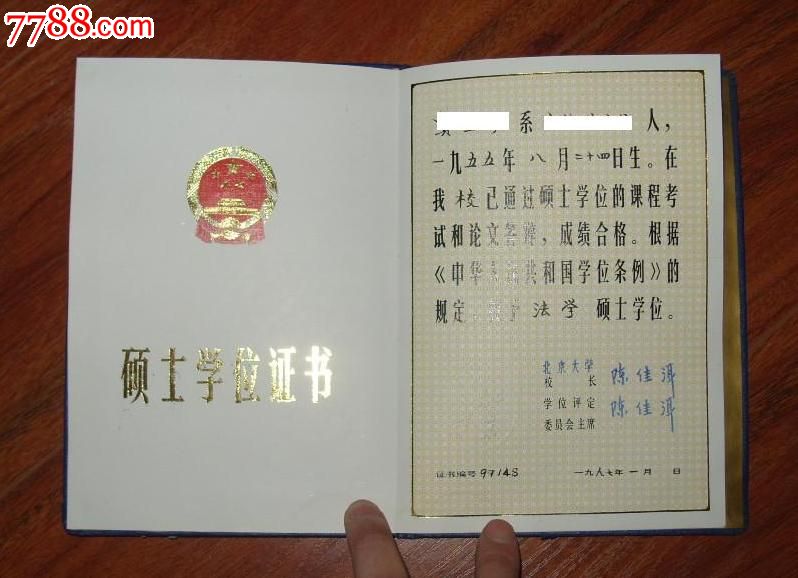 7788.com
硕士学位证书
系 人,
一九五五年八月二十四日生。在
我校已通过硕士学位的课程考
试和论文答辩,成绩合格。根据
《中华人民共和国学位条例》的
规定,授予法学硕士学位。
北京大学
校长 陈佳洱
学位评定
委员会主席 陈佳洱
证书编号
一九八七年一月 日